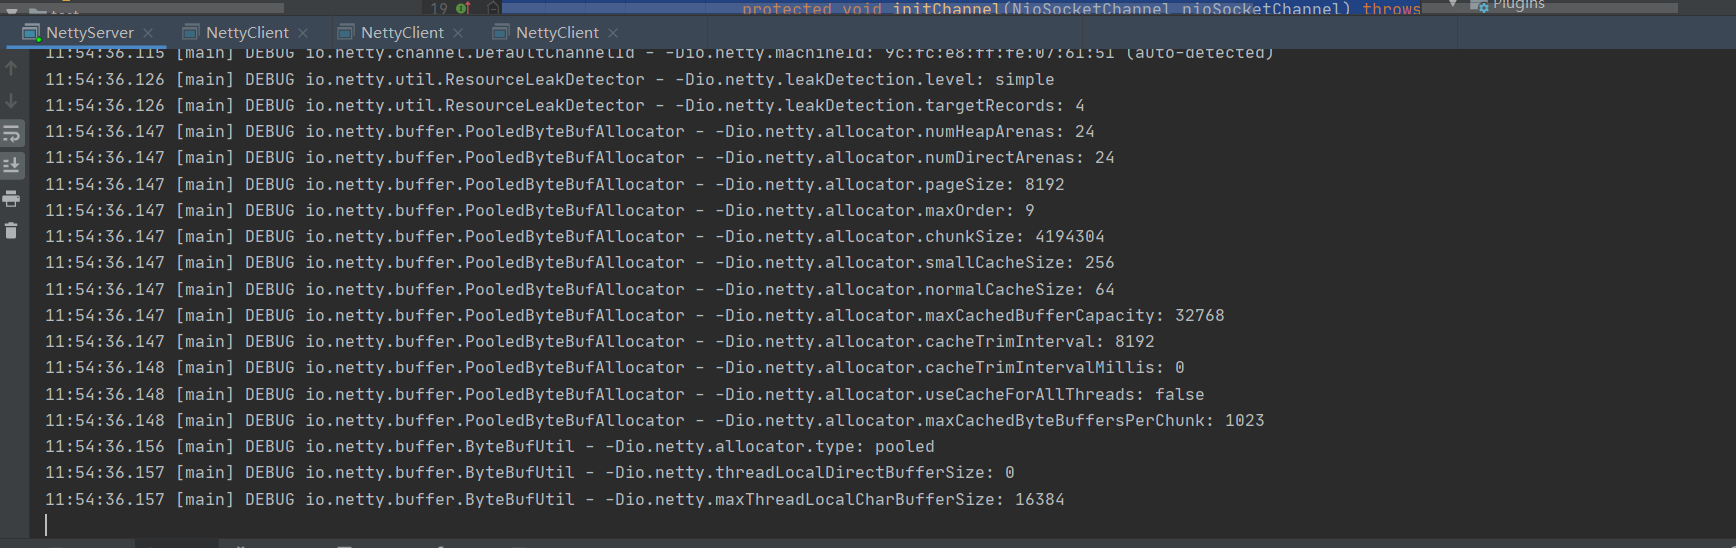 19 protected void initChannel(NioSocketChannel nioSocketChannel) throws
Plugins
NettyServer × NettyClient × NettyClient × NettyClient ×
11:54:36.115 [main] DEBUG io.netty.channel.DefaultChannelId - -Dio.netty.machineId: 9c:fc:e8:ff:fe:07:61:51 (auto-detected)
11:54:36.126 [main] DEBUG io.netty.util.ResourceLeakDetector - -Dio.netty.leakDetection.level: simple
11:54:36.126 [main] DEBUG io.netty.util.ResourceLeakDetector - -Dio.netty.leakDetection.targetRecords: 4
11:54:36.147 [main] DEBUG io.netty.buffer.PooledByteBufAllocator - -Dio.netty.allocator.numHeapArenas: 24
11:54:36.147 [main] DEBUG io.netty.buffer.PooledByteBufAllocator - -Dio.netty.allocator.numDirectArenas: 24
11:54:36.147 [main] DEBUG io.netty.buffer.PooledByteBufAllocator - -Dio.netty.allocator.pageSize: 8192
11:54:36.147 [main] DEBUG io.netty.buffer.PooledByteBufAllocator - -Dio.netty.allocator.maxOrder: 9
11:54:36.147 [main] DEBUG io.netty.buffer.PooledByteBufAllocator - -Dio.netty.allocator.chunkSize: 4194304
11:54:36.147 [main] DEBUG io.netty.buffer.PooledByteBufAllocator - -Dio.netty.allocator.smallCacheSize: 256
11:54:36.147 [main] DEBUG io.netty.buffer.PooledByteBufAllocator - -Dio.netty.allocator.normalCacheSize: 64
11:54:36.147 [main] DEBUG io.netty.buffer.PooledByteBufAllocator - -Dio.netty.allocator.maxCachedBufferCapacity: 32768
11:54:36.147 [main] DEBUG io.netty.buffer.PooledByteBufAllocator - -Dio.netty.allocator.cacheTrimInterval: 8192
11:54:36.148 [main] DEBUG io.netty.buffer.PooledByteBufAllocator - -Dio.netty.allocator.cacheTrimIntervalMillis: 0
11:54:36.148 [main] DEBUG io.netty.buffer.PooledByteBufAllocator - -Dio.netty.allocator.useCacheForAllThreads: false
11:54:36.148 [main] DEBUG io.netty.buffer.PooledByteBufAllocator - -Dio.netty.allocator.maxCachedByteBuffersPerChunk: 1023
11:54:36.156 [main] DEBUG io.netty.buffer.ByteBufUtil - -Dio.netty.allocator.type: pooled
11:54:36.157 [main] DEBUG io.netty.buffer.ByteBufUtil - -Dio.netty.threadLocalDirectBufferSize: 0
11:54:36.157 [main] DEBUG io.netty.buffer.ByteBufUtil - -Dio.netty.maxThreadLocalCharBufferSize: 16384